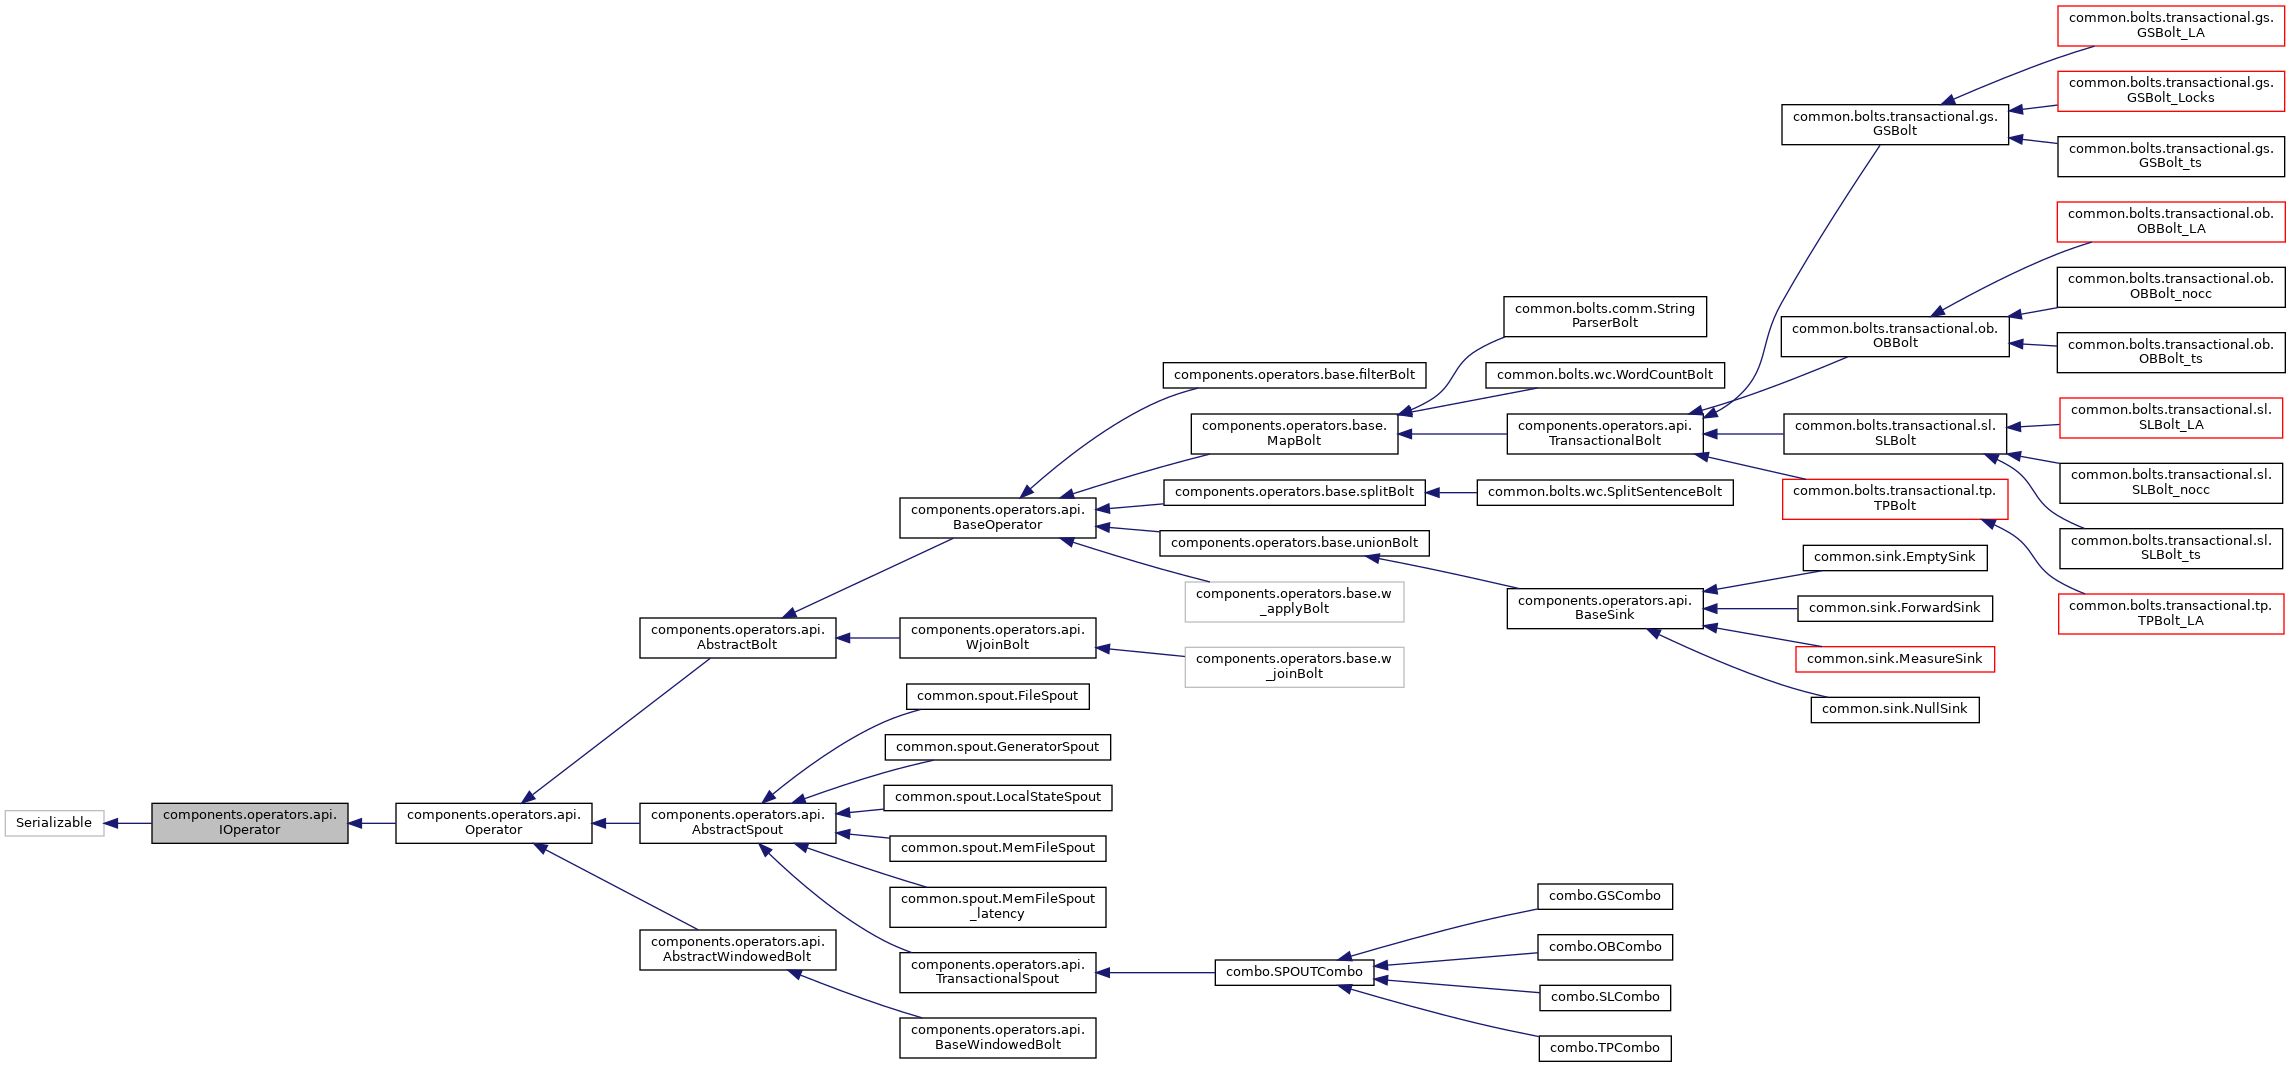 Serializable
components.operators.api.
IOperator
components.operators.api.
Operator
components.operators.api.
AbstractBolt
components.operators.api.
AbstractSpout
components.operators.api.
AbstractWindowedBolt
components.operators.api.
BaseOperator
components.operators.api.
WjoinBolt
common.spout.FileSpout
common.spout.GeneratorSpout
common.spout.LocalStateSpout
common.spout.MemFileSpout
common.spout.MemFileSpout
_latency
components.operators.api.
TransactionalSpout
components.operators.api.
BaseWindowedBolt
components.operators.base.filterBolt
components.operators.base.
MapBolt
components.operators.base.splitBolt
components.operators.base.unionBolt
components.operators.base.w
_applyBolt
components.operators.base.w
_joinBolt
combo.SPOUTCombo
common.bolts.comm.String
ParserBolt
common.bolts.wc.WordCountBolt
components.operators.api.
TransactionalBolt
common.bolts.wc.SplitSentenceBolt
components.operators.api.
BaseSink
combo.GSCombo
combo.OBCombo
combo.SLCombo
combo.TPCombo
common.bolts.transactional.gs.
GSBolt
common.bolts.transactional.ob.
OBBolt
common.bolts.transactional.sl.
SLBolt
common.bolts.transactional.tp.
TPBolt
common.sink.EmptySink
common.sink.ForwardSink
common.sink.MeasureSink
common.sink.NullSink
common.bolts.transactional.gs.
GSBolt_LA
common.bolts.transactional.gs.
GSBolt_Locks
common.bolts.transactional.gs.
GSBolt_ts
common.bolts.transactional.ob.
OBBolt_LA
common.bolts.transactional.ob.
OBBolt_nocc
common.bolts.transactional.ob.
OBBolt_ts
common.bolts.transactional.sl.
SLBolt_LA
common.bolts.transactional.sl.
SLBolt_nocc
common.bolts.transactional.sl.
SLBolt_ts
common.bolts.transactional.tp.
TPBolt_LA